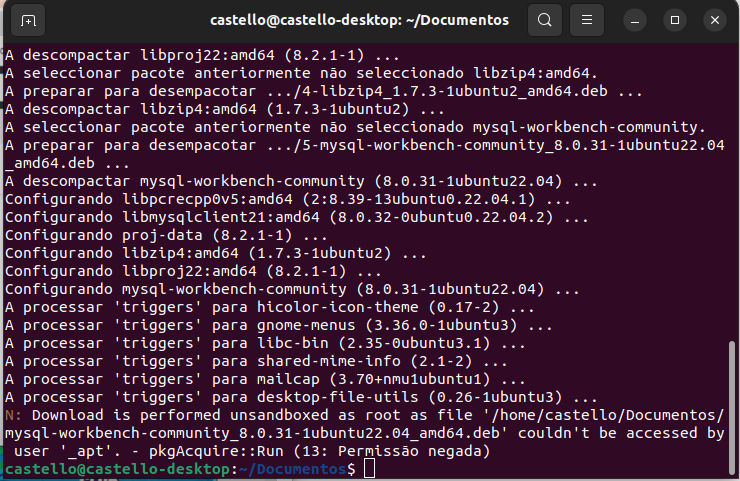 castello@castello-desktop: ~/Documentos
A descompactar libproj22:amd64 (8.2.1-1) ...
A seleccionar pacote anteriormente não seleccionado libzip4:amd64.
A preparar para desempacotar .../4-libzip4_1.7.3-1ubuntu2_amd64.deb ...
A descompactar libzip4:amd64 (1.7.3-1ubuntu2) ...
A seleccionar pacote anteriormente não seleccionado mysql-workbench-community.
A preparar para desempacotar .../5-mysql-workbench-community_8.0.31-1ubuntu22.04
_amd64.deb ...
A descompactar mysql-workbench-community (8.0.31-1ubuntu22.04) ...
Configurando libpcrecpp0v5:amd64 (2:8.39-13ubuntu0.22.04.1) ...
Configurando libmysqlclient21:amd64 (8.0.32-0ubuntu0.22.04.2) ...
Configurando proj-data (8.2.1-1) ...
Configurando libzip4:amd64 (1.7.3-1ubuntu2) ...
Configurando libproj22:amd64 (8.2.1-1) ...
Configurando mysql-workbench-community (8.0.31-1ubuntu22.04) ...
A processar 'triggers' para hicolor-icon-theme (0.17-2) ...
A processar 'triggers' para gnome-menus (3.36.0-1ubuntu3) ...
A processar 'triggers' para libc-bin (2.35-0ubuntu3.1) ...
A processar 'triggers' para shared-mime-info (2.1-2) ...
A processar 'triggers' para mailcap (3.70+nmu1ubuntu1) ...
A processar 'triggers' para desktop-file-utils (0.26-1ubuntu3) ...
N: Download is performed unsandboxed as root as file '/home/castello/Documentos/
mysql-workbench-community_8.0.31-1ubuntu22.04_amd64.deb' couldn't be accessed by
 user '_apt'. - pkgAcquire::Run (13: Permissão negada)
castello@castello-desktop:~/Documentos$